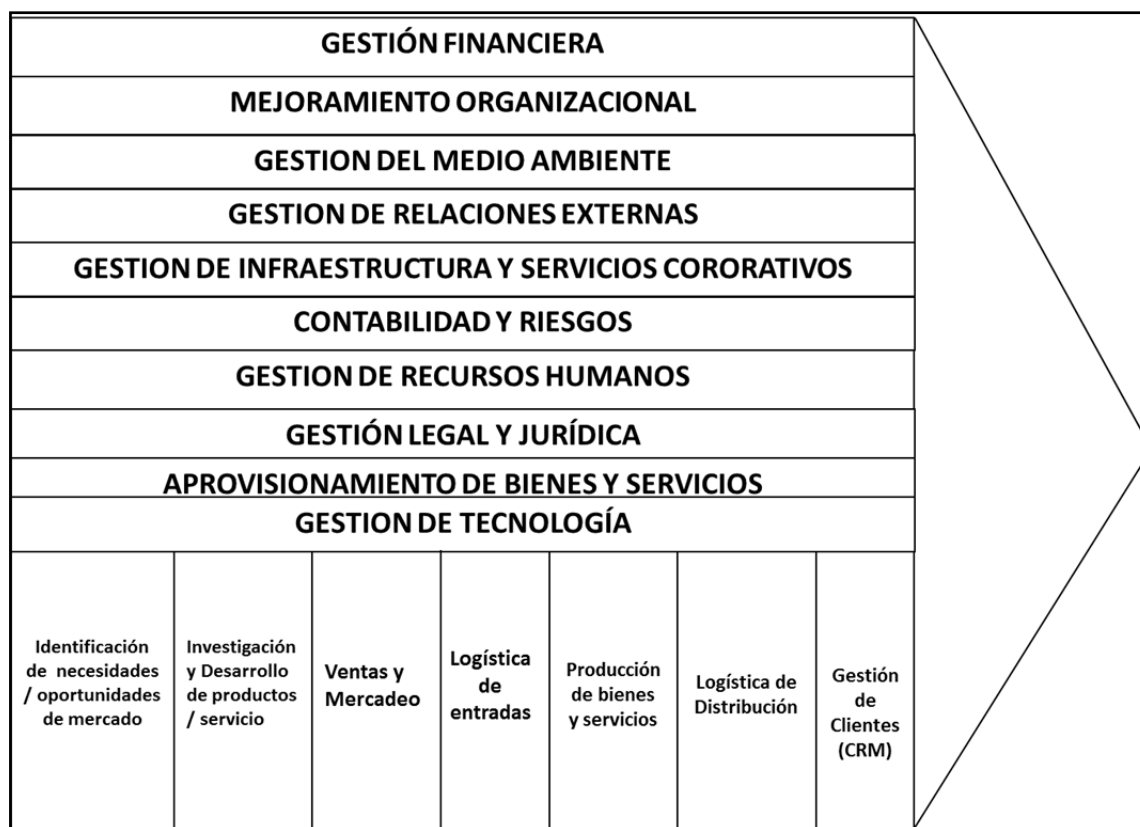 GESTIÓN FINANCIERA
MEJORAMIENTO ORGANIZACIONAL
GESTION DEL MEDIO AMBIENTE
GESTION DE RELACIONES EXTERNAS
GESTION DE INFRAESTRUCTURA Y SERVICIOS CORORATIVOS
CONTABILIDAD Y RIESGOS
GESTION DE RECURSOS HUMANOS
GESTIÓN LEGAL Y JURÍDICA
APROVISIONAMIENTO DE BIENES Y SERVICIOS
GESTION DE TECNOLOGÍA
Identificación
de necesidades
/ oportunidades
de mercado
Investigación
y Desarrollo
de productos
/ servicio
Ventas y
Mercadeo
Logística
de
entradas
Producción
de bienes
y servicios
Logística de
Distribución
Gestión
de
Clientes
(CRM)